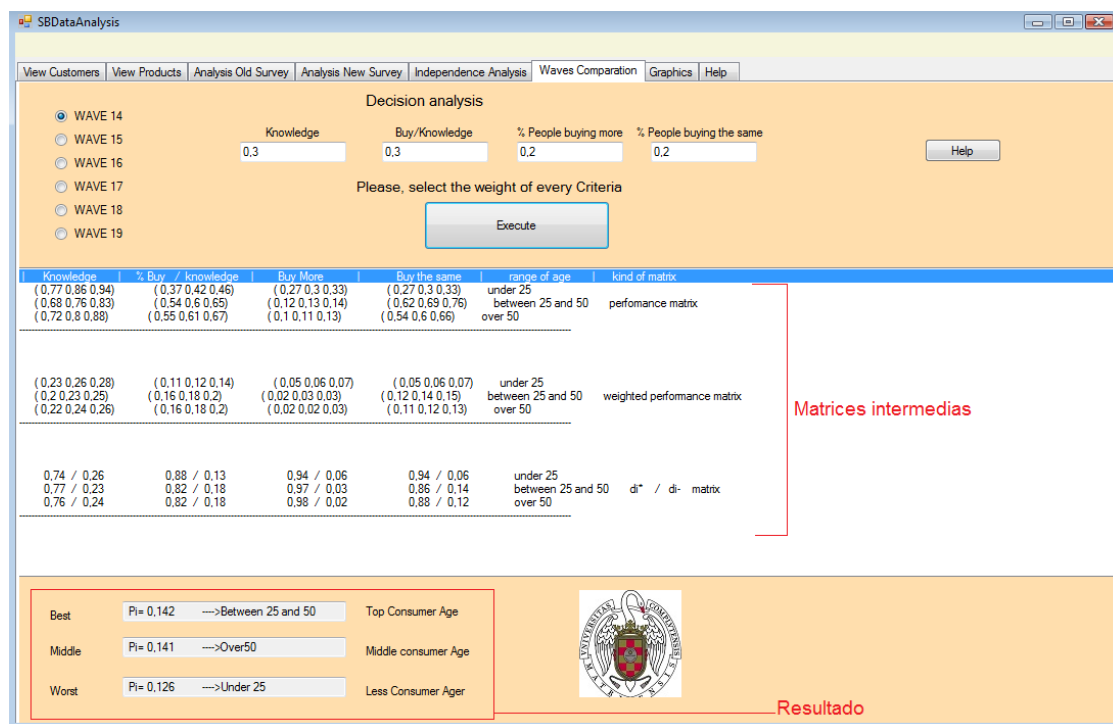 SBDataAnalysis
View Customers View Products Analysis Old Survey Analysis New Survey Independence Analysis Waves Comparation Graphics Help
Decision analysis
WAVE 14
WAVE 15
WAVE 16
WAVE 17
WAVE 18
WAVE 19
Knowledge Buy/Knowledge % People buying more % People buying the same
0,3 0,3 0,2 0,2
Help
Please, select the weight of every Criteria
Execute
| Knowledge | % Buy / knowledge | Buy More | Buy the same | range of age | kind of matrix
( 0,77 0,86 0,94) ( 0,37 0,42 0,46) ( 0,27 0,3 0,33) ( 0,27 0,3 0,33) under 25
( 0,68 0,76 0,83) ( 0,54 0,6 0,65) ( 0,12 0,13 0,14) ( 0,62 0,69 0,76) between 25 and 50 perfomance matrix
( 0,72 0,8 0,88) ( 0,55 0,61 0,67) ( 0,1 0,11 0,13) ( 0,54 0,6 0,66) over 50
( 0,23 0,26 0,28) ( 0,11 0,12 0,14) ( 0,05 0,06 0,07) ( 0,05 0,06 0,07) under 25
( 0,2 0,23 0,25) ( 0,16 0,18 0,2) ( 0,02 0,03 0,03) ( 0,12 0,14 0,15) between 25 and 50 weighted performance matrix
( 0,22 0,24 0,26) ( 0,16 0,18 0,2) ( 0,02 0,02 0,03) ( 0,11 0,12 0,13) over 50
Matrices intermedias
0,74 / 0,26 0,88 / 0,13 0,94 / 0,06 0,94 / 0,06 under 25
0,77 / 0,23 0,82 / 0,18 0,97 / 0,03 0,86 / 0,14 between 25 and 50 di* / di- matrix
0,76 / 0,24 0,82 / 0,18 0,98 / 0,02 0,88 / 0,12 over 50
Best Pi= 0,142 ---->Between 25 and 50 Top Consumer Age
Middle Pi= 0,141 ---->Over50 Middle consumer Age
Worst Pi= 0,126 ---->Under 25 Less Consumer Ager
Resultado